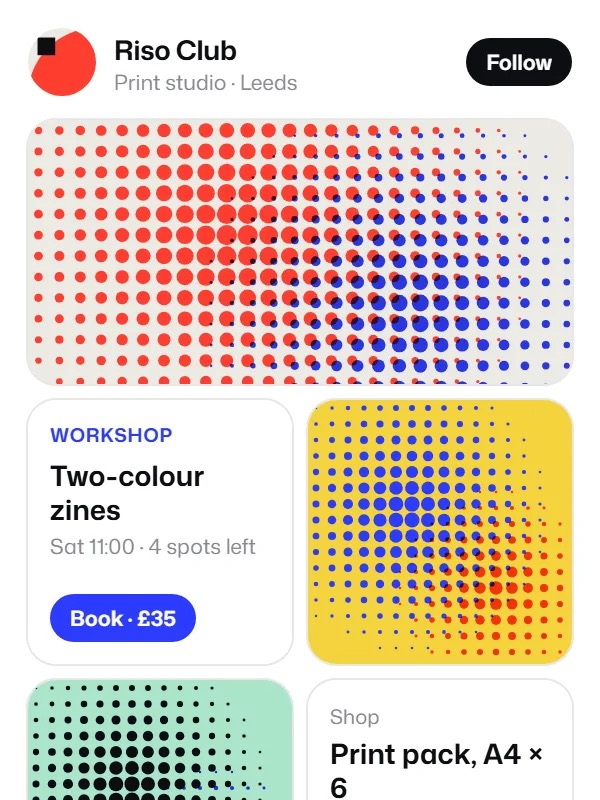 Riso Club
Print studio · Leeds
Follow
WORKSHOP
Two-colour
zines
Sat 11:00 · 4 spots left
Book · £35
Shop
Print pack, A4 ×
6